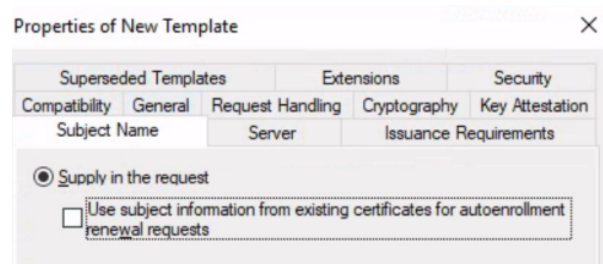 Properties of New Template
Superseded Templates Extensions Security
Compatibility General Request Handling Cryptography Key Attestation
Subject Name Server Issuance Requirements
Supply in the request
Use subject information from existing certificates for autoenrollment
renewal requests